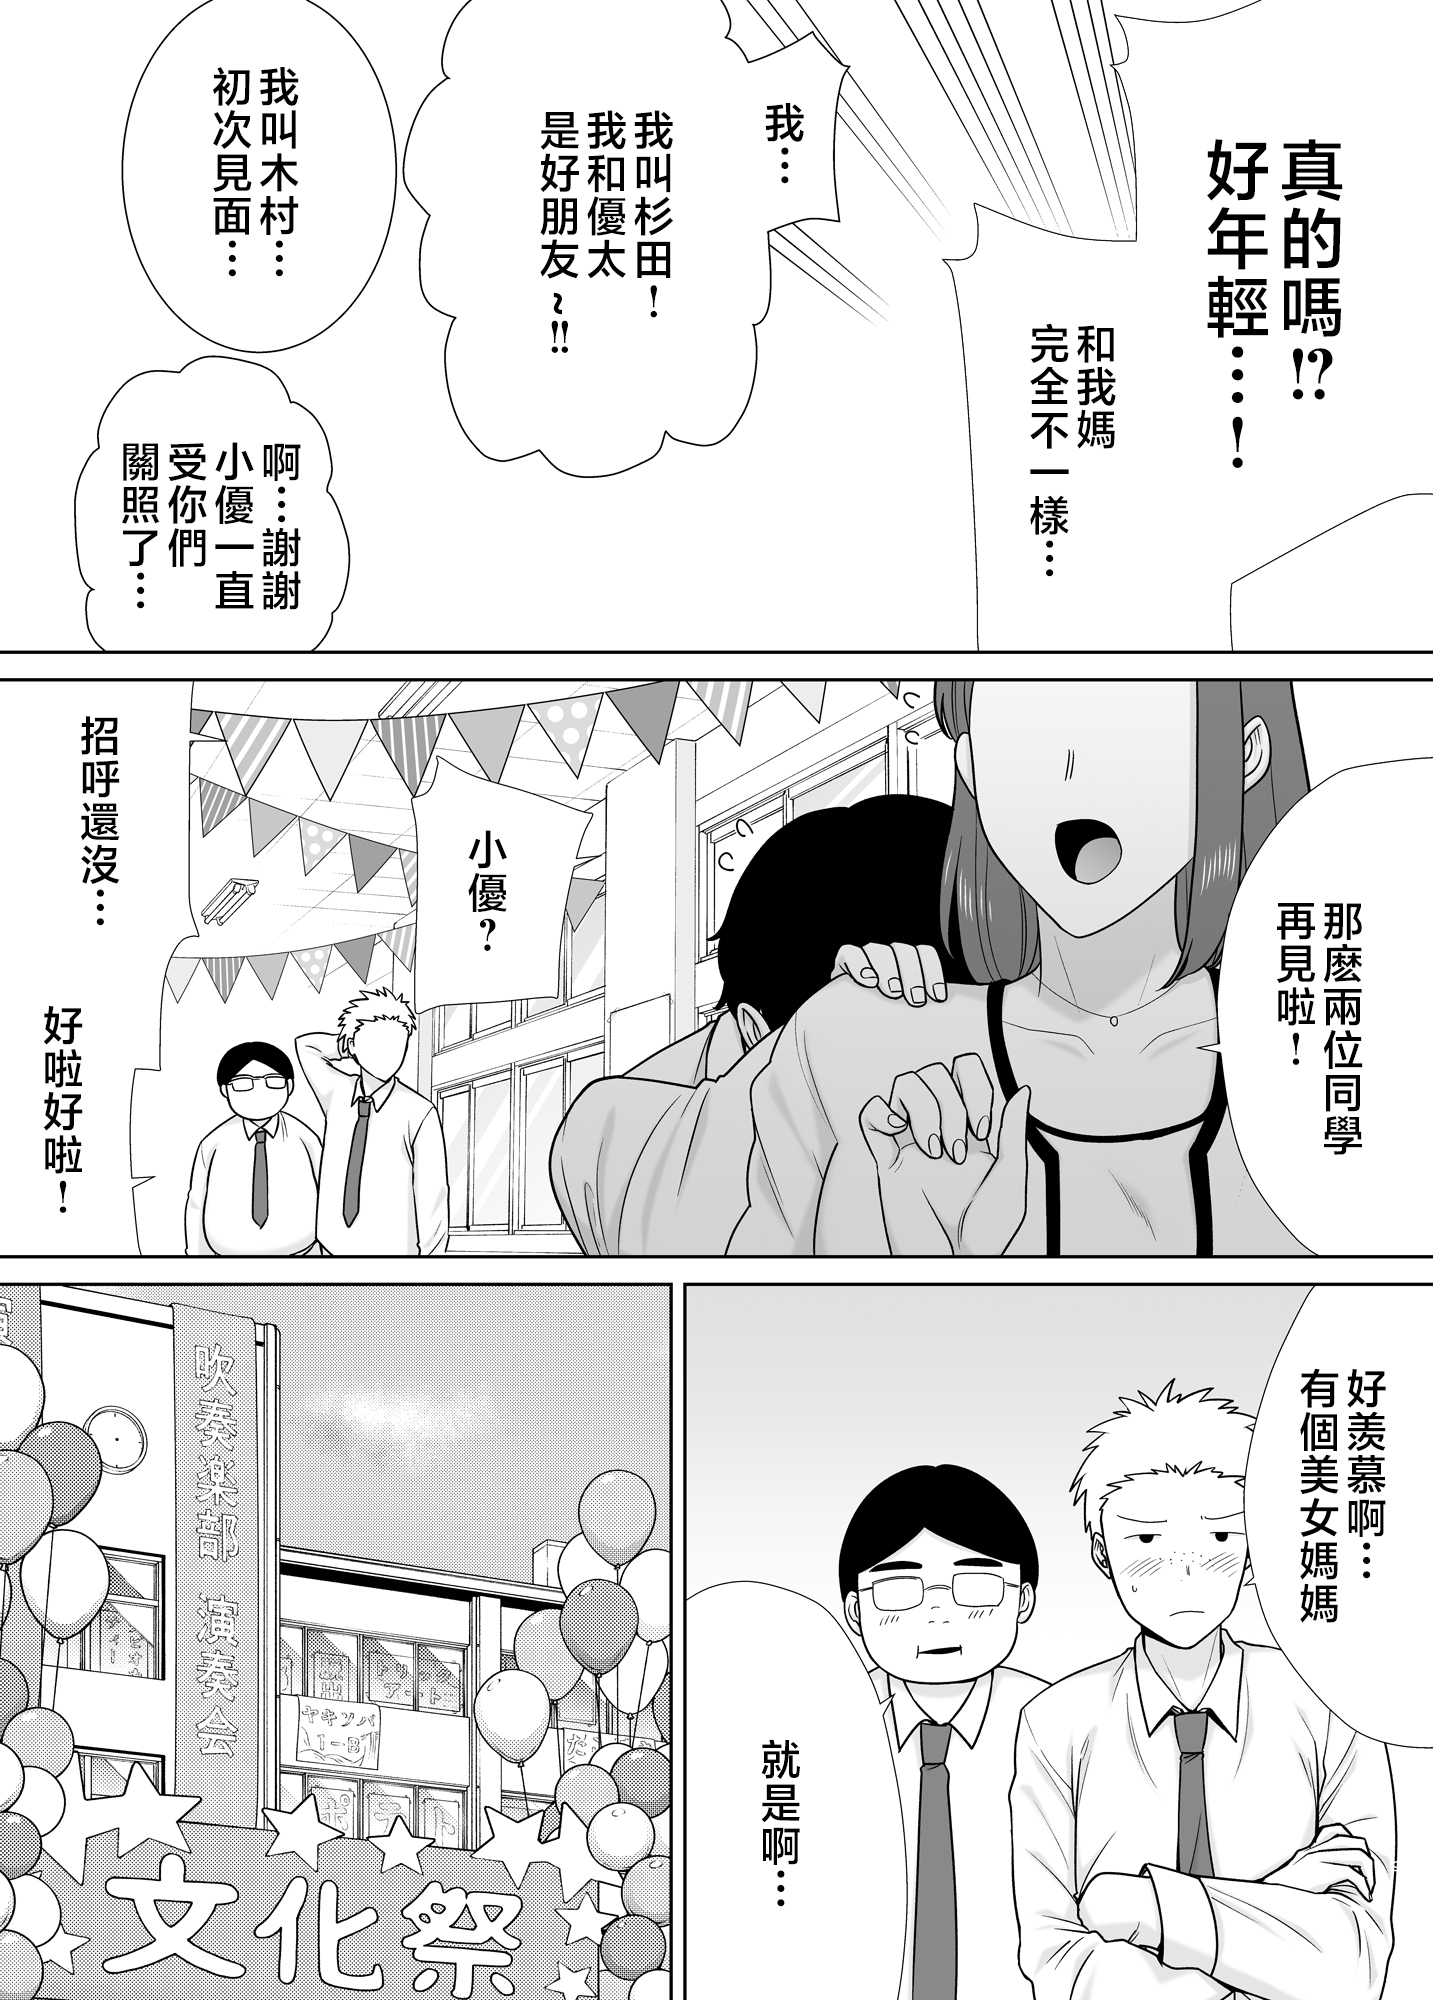 真的嗎!?
好年輕…!
和我媽
完全不一樣…
我…
我叫杉田!
我和優太
是好朋友~!!
我叫木村…
初次見面…
啊…謝謝
小優一直
受你們
關照了…
那麽兩位同學
再見啦!
小優?
招呼還沒…
好啦好啦!
好羨慕啊…
有個美女媽媽
就是啊…
吹奏楽部 演奏会
ヤキソバ
1-B
ポテト
文化祭